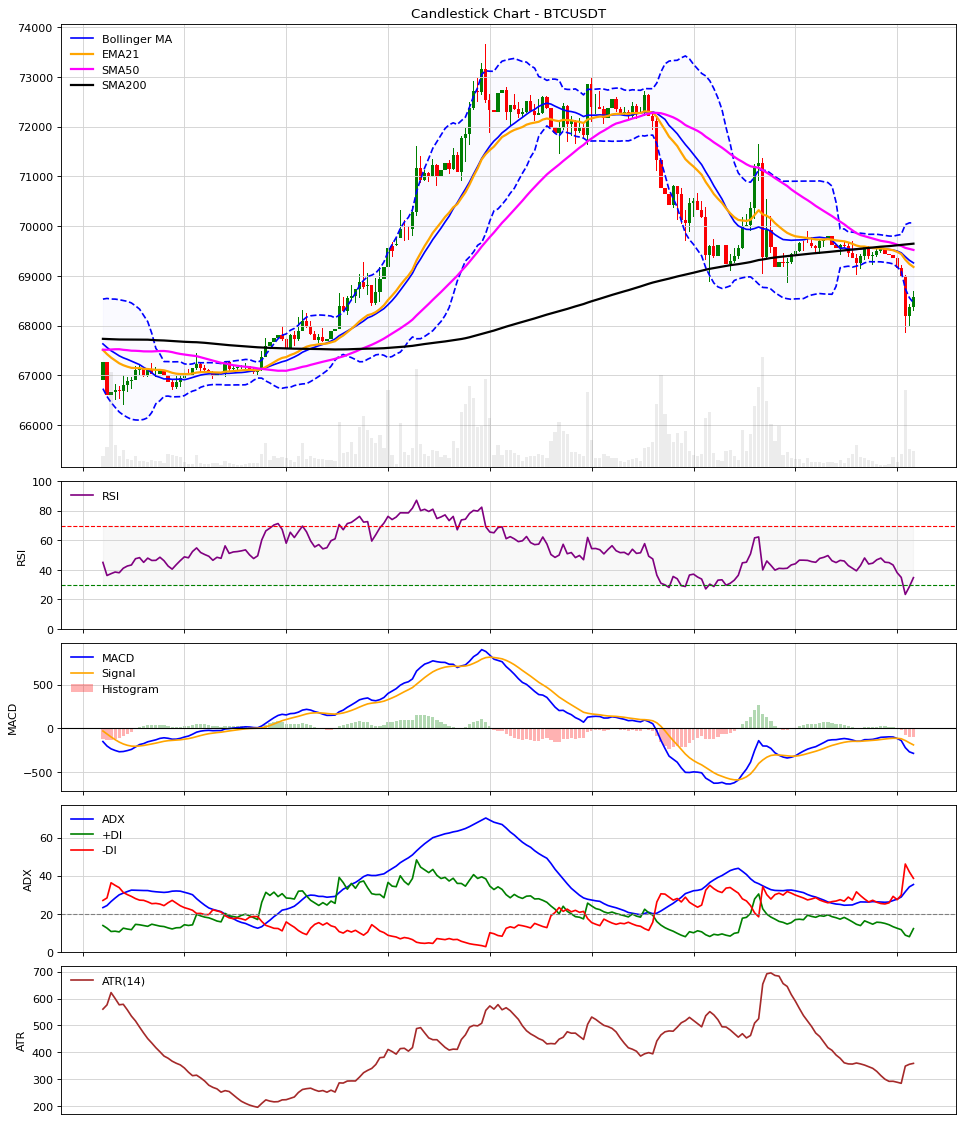 Candlestick Chart - BTCUSDT
74000
73000
72000
71000
70000
69000
68000
67000
66000
Bollinger MA
EMA21
SMA50
SMA200
100
80
60
40
20
0
RSI
RSI
500
0
−500
MACD
MACD
Signal
Histogram
60
40
20
0
ADX
ADX
+DI
-DI
700
600
500
400
300
200
ATR
ATR(14)